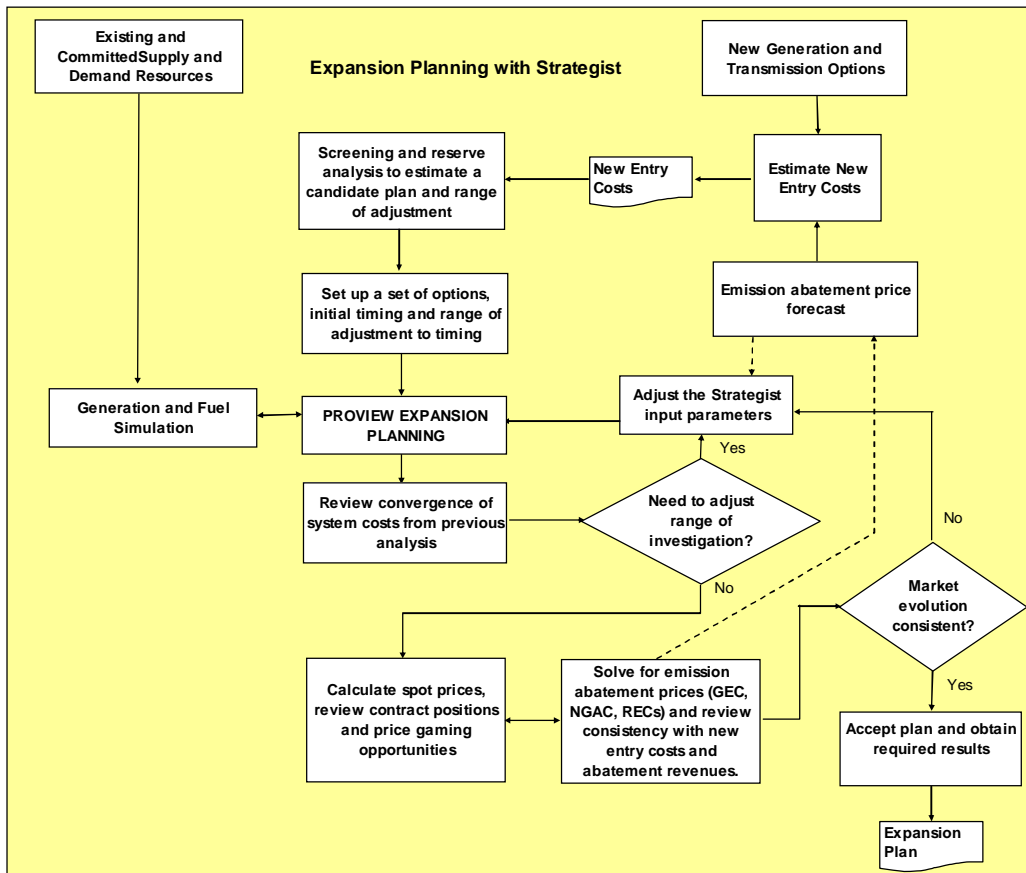 Existing and
CommittedSupply and
Demand Resources
Expansion Planning with Strategist
New Generation and
Transmission Options
Screening and reserve
analysis to estimate a
candidate plan and range
of adjustment
New Entry
Costs
Estimate New
Entry Costs
Set up a set of options,
initial timing and range of
adjustment to timing
Emission abatement price
forecast
Generation and Fuel
Simulation
PROVIEW EXPANSION
PLANNING
Adjust the Strategist
input parameters
Yes
Review convergence of
system costs from previous
analysis
Need to adjust
range of
investigation?
No
No
Market
evolution
consistent?
Calculate spot prices,
review contract positions
and price gaming
opportunities
Solve for emission
abatement prices (GEC,
NGAC, RECs) and review
consistency with new
entry costs and
abatement revenues.
Yes
Accept plan and obtain
required results
Expansion
Plan